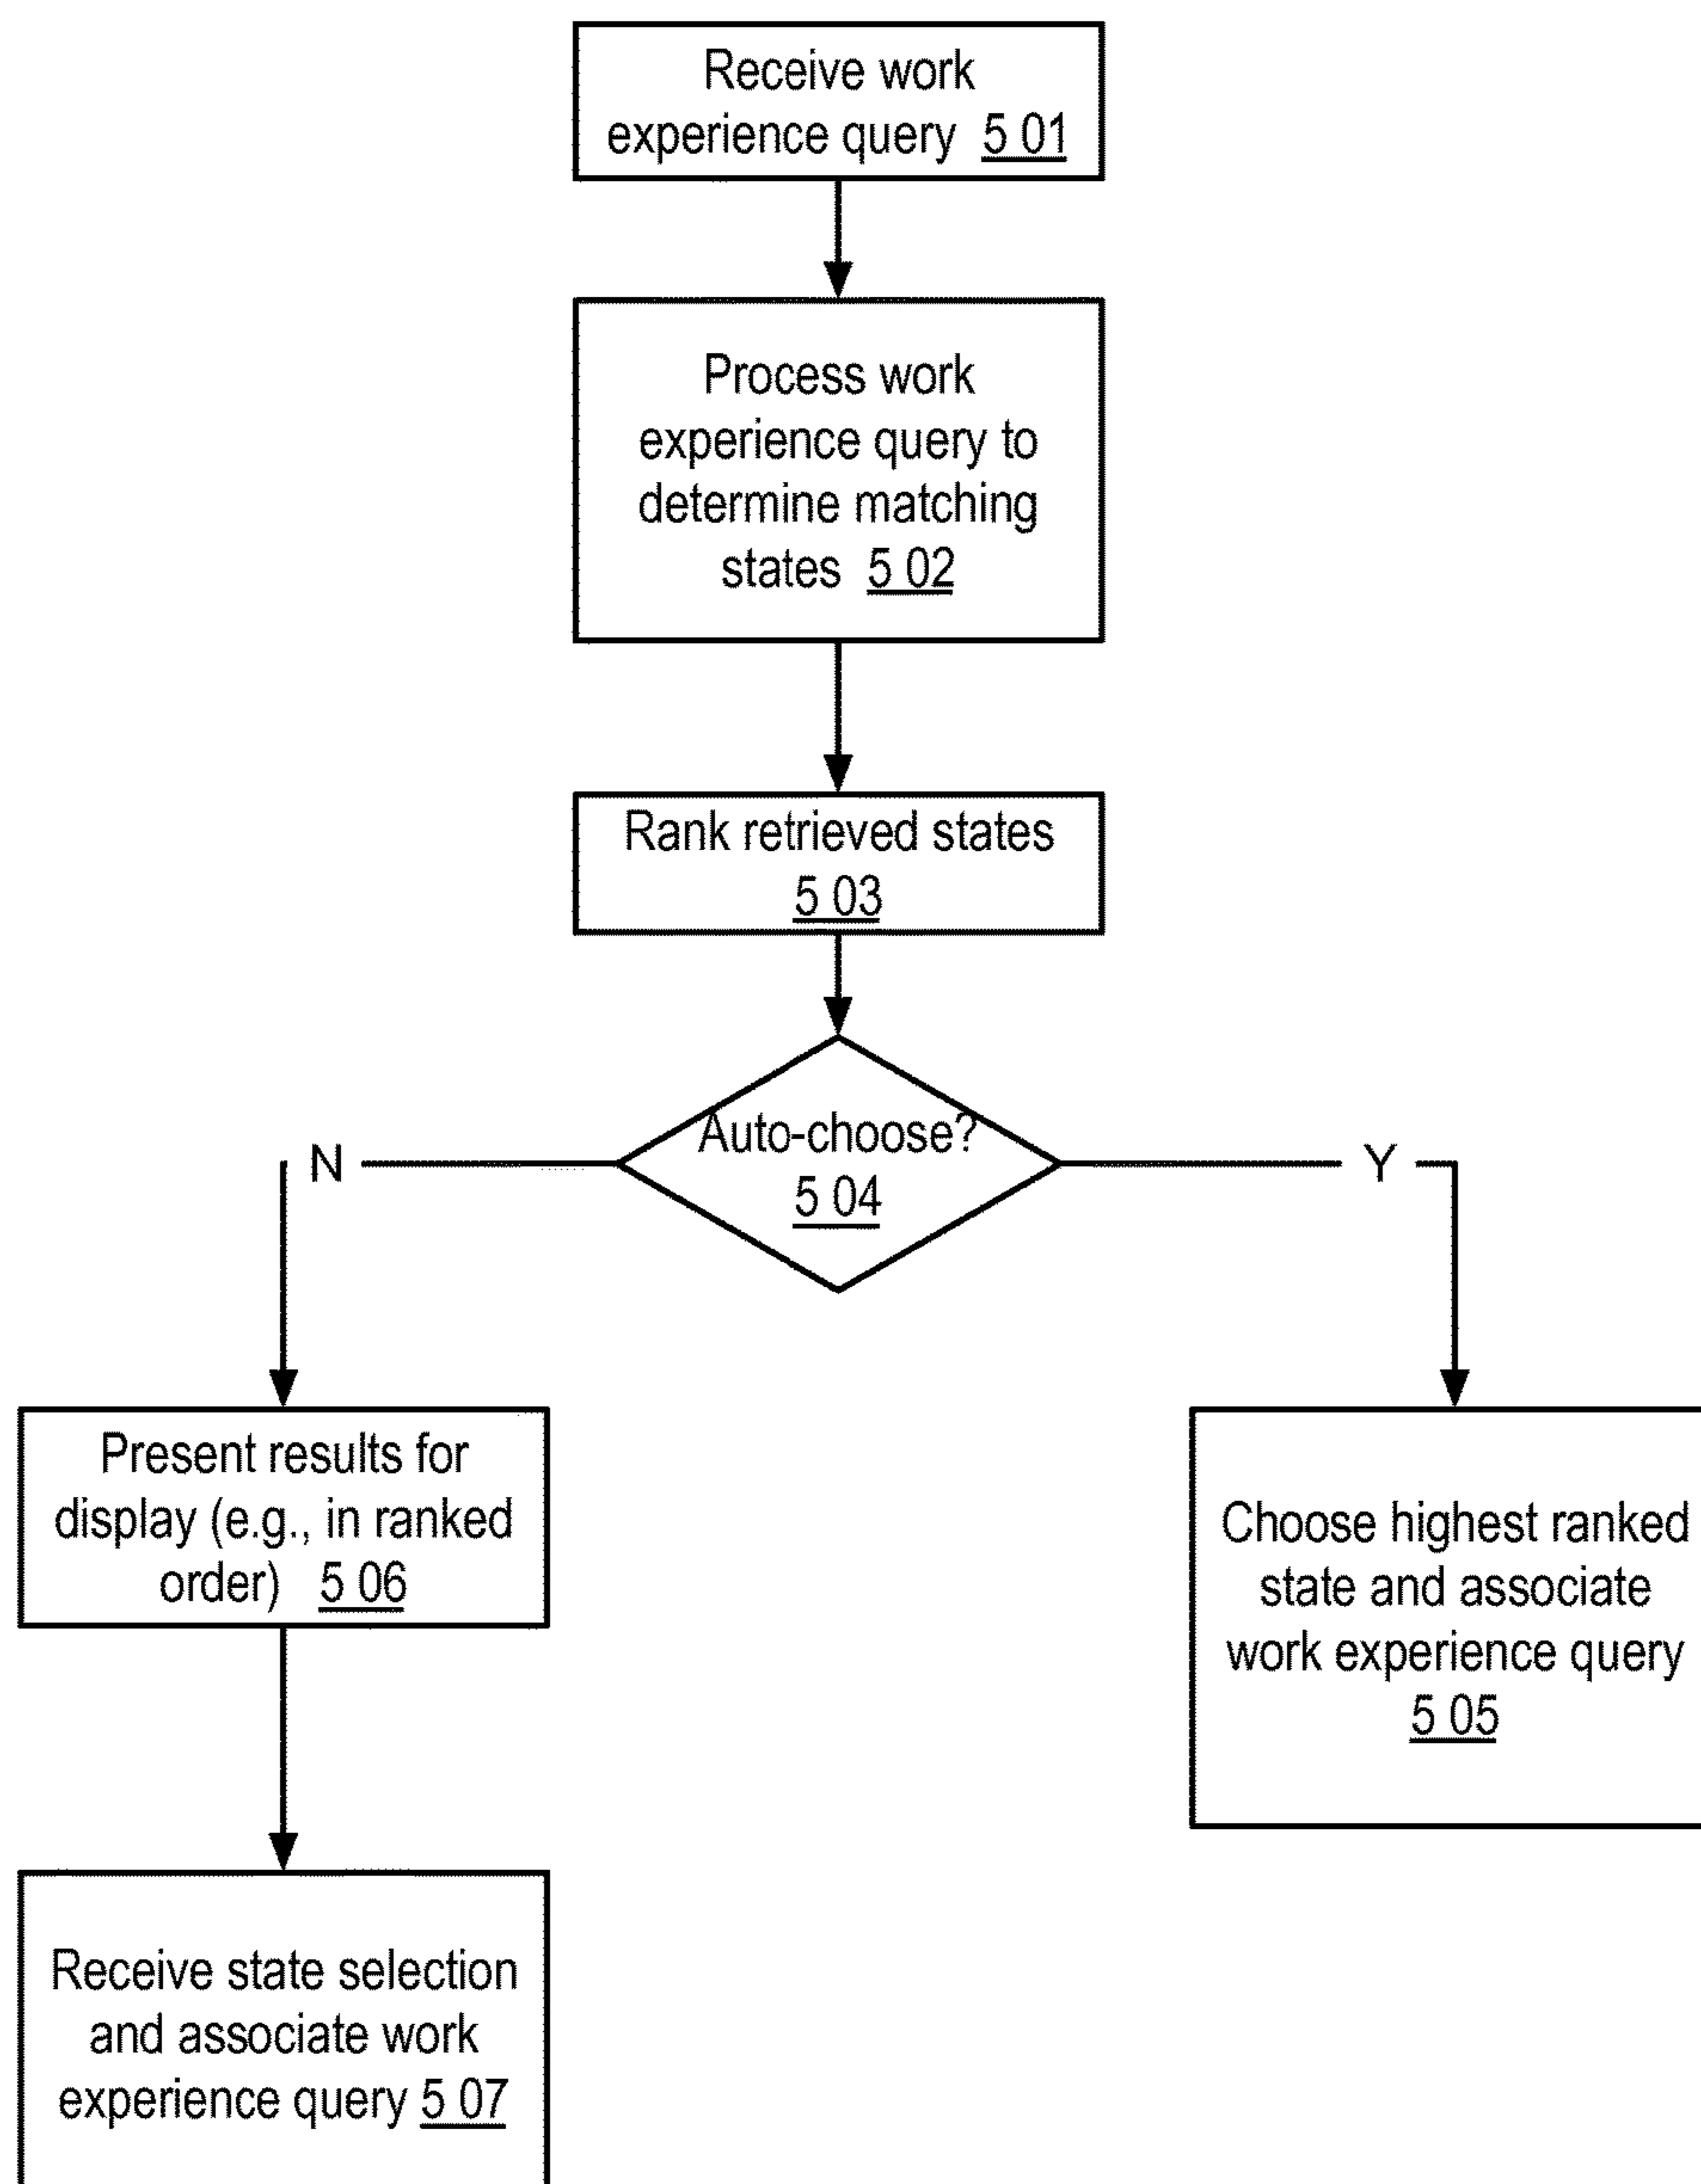 Receive work
experience query 5 01
Process work
experience query to
determine matching
states 5 02
Rank retrieved states
5 03
Auto-choose?
5 04
N
Y
Present results for
display (e.g., in ranked
order) 5 06
Choose highest ranked
state and associate
work experience query
5 05
Receive state selection
and associate work
experience query 5 07